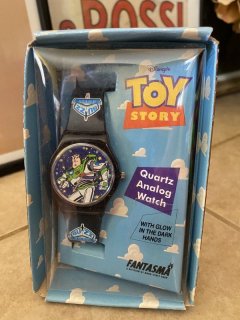 ROSSI
Disney's
TOY
STORY
Quartz
Analog
Watch
WITH GLOW
IN THE DARK
HANDS
FANTASMA